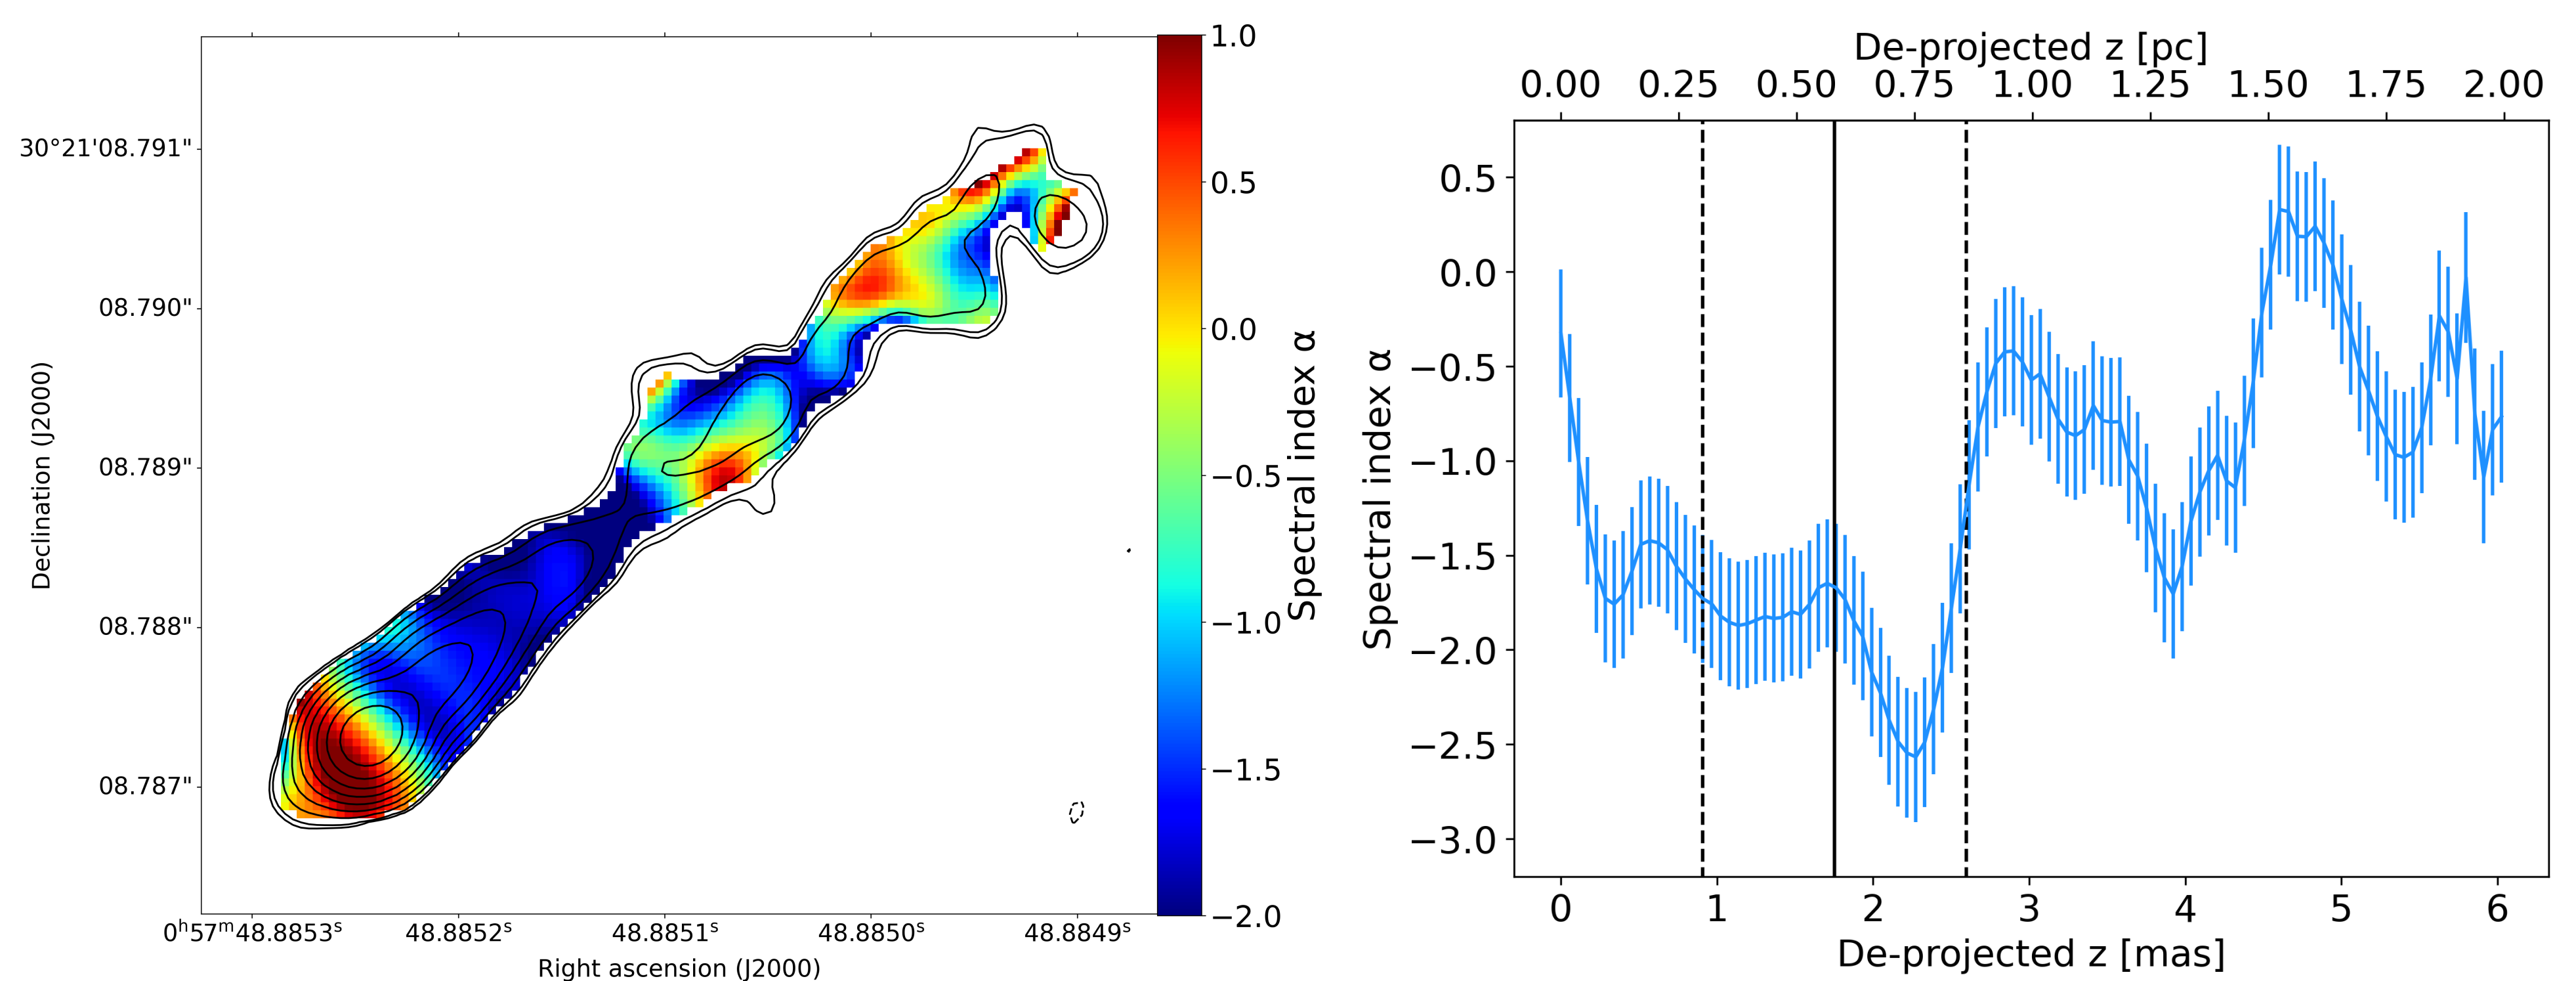 30°21'08.791"
08.790"
08.789"
08.788"
08.787"
Declination (J2000)
0ʰ57ᵐ48.8853ˢ 48.8852ˢ 48.8851ˢ 48.8850ˢ 48.8849ˢ
Right ascension (J2000)
1.0
0.5
0.0
−0.5
−1.0
−1.5
−2.0
Spectral index α
De-projected z [pc]
0.00 0.25 0.50 0.75 1.00 1.25 1.50 1.75 2.00
0.5
0.0
−0.5
−1.0
−1.5
−2.0
−2.5
−3.0
Spectral index α
0 1 2 3 4 5 6
De-projected z [mas]